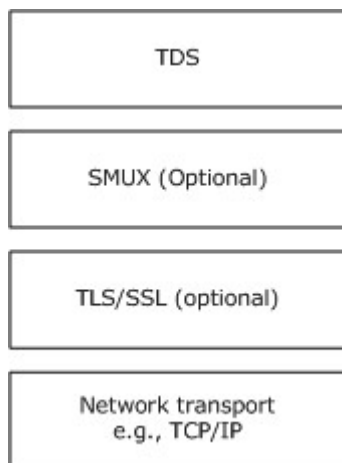 TDS
SMUX (Optional)
TLS/SSL (optional)
Network transport
e.g., TCP/IP